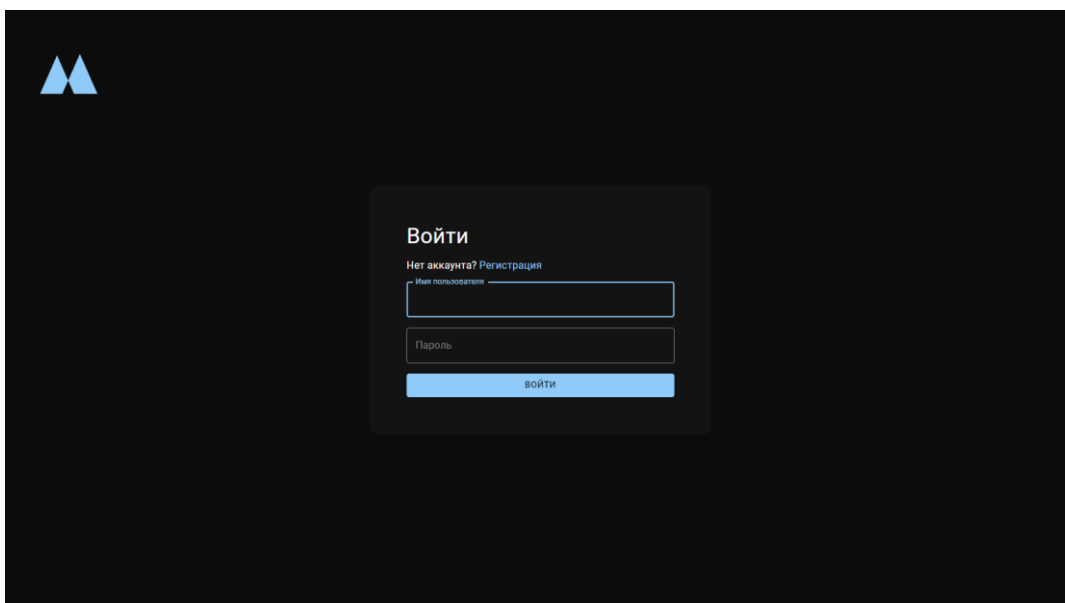 Войти
Нет аккаунта? Регистрация
Имя пользователя
Пароль
ВОЙТИ